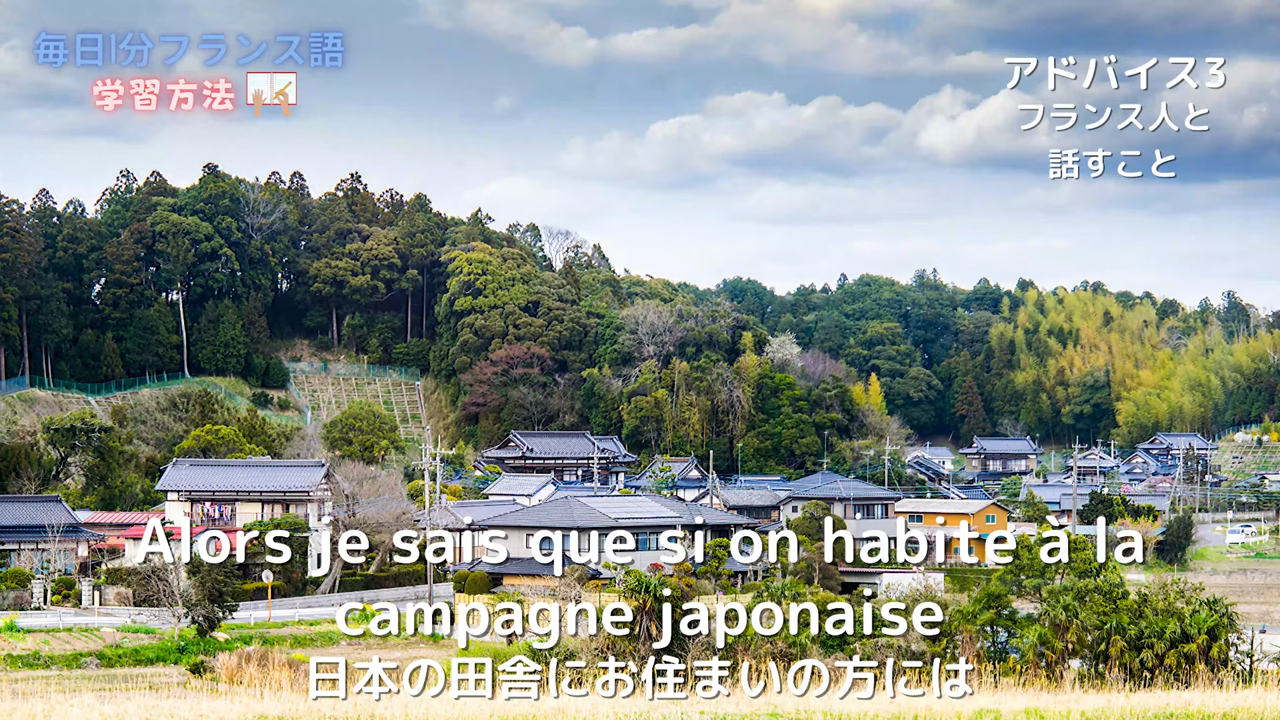 毎日1分フランス語
学習方法
アドバイス3
フランス人と
話すこと
Alors je sais que si on habite à la
campagne japonaise
日本の田舎にお住まいの方には